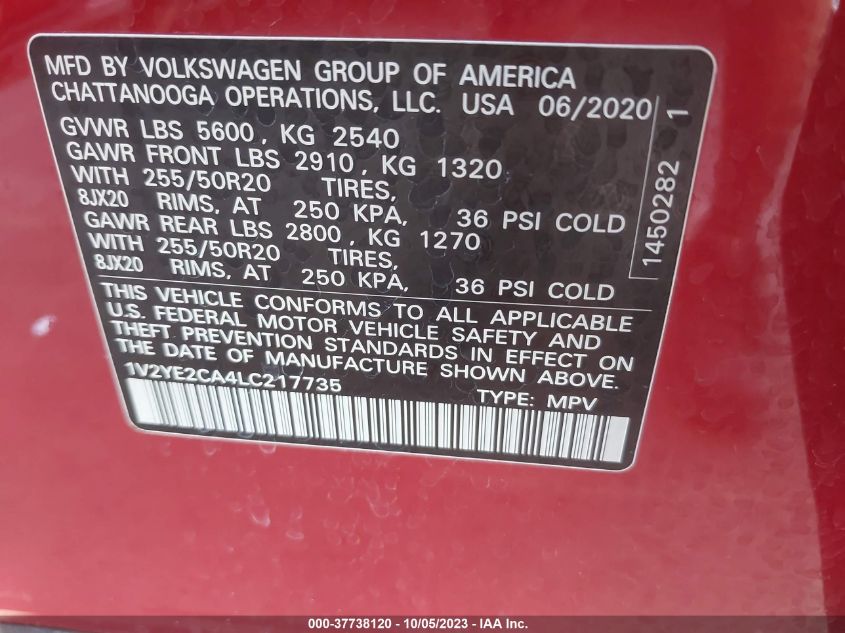 MFD BY VOLKSWAGEN GROUP OF AMERICA
CHATTANOOGA OPERATIONS, LLC. USA 06/2020
GVWR LBS 5600, KG 2540
GAWR FRONT LBS 2910, KG 1320
WITH 255/50R20 TIRES,
8JX20 RIMS, AT 250 KPA, 36 PSI COLD
GAWR REAR LBS 2800, KG 1270
WITH 255/50R20 TIRES,
8JX20 RIMS, AT 250 KPA, 36 PSI COLD
THIS VEHICLE CONFORMS TO ALL APPLICABLE
U.S. FEDERAL MOTOR VEHICLE SAFETY AND
THEFT PREVENTION STANDARDS IN EFFECT ON
THE DATE OF MANUFACTURE SHOWN ABOVE.
1V2YE2CA4LC217735 TYPE: MPV
1450282 1
000-37738120 - 10/05/2023 - IAA Inc.